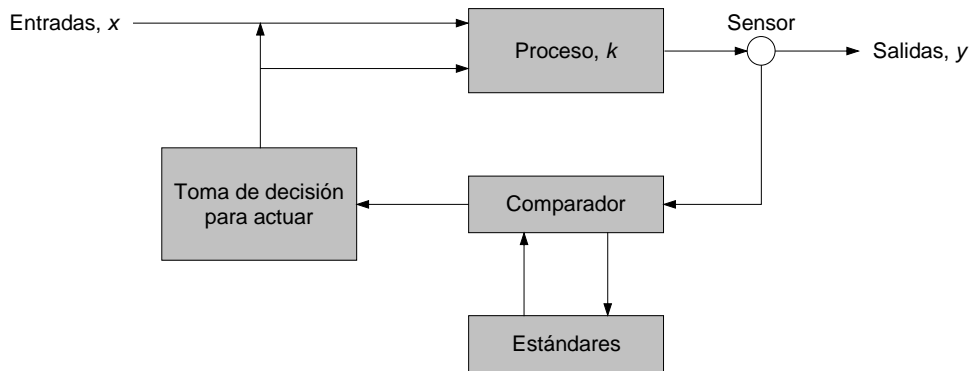 Entradas, x
Proceso, k
Sensor
Salidas, y
Toma de decisión
para actuar
Comparador
Estándares